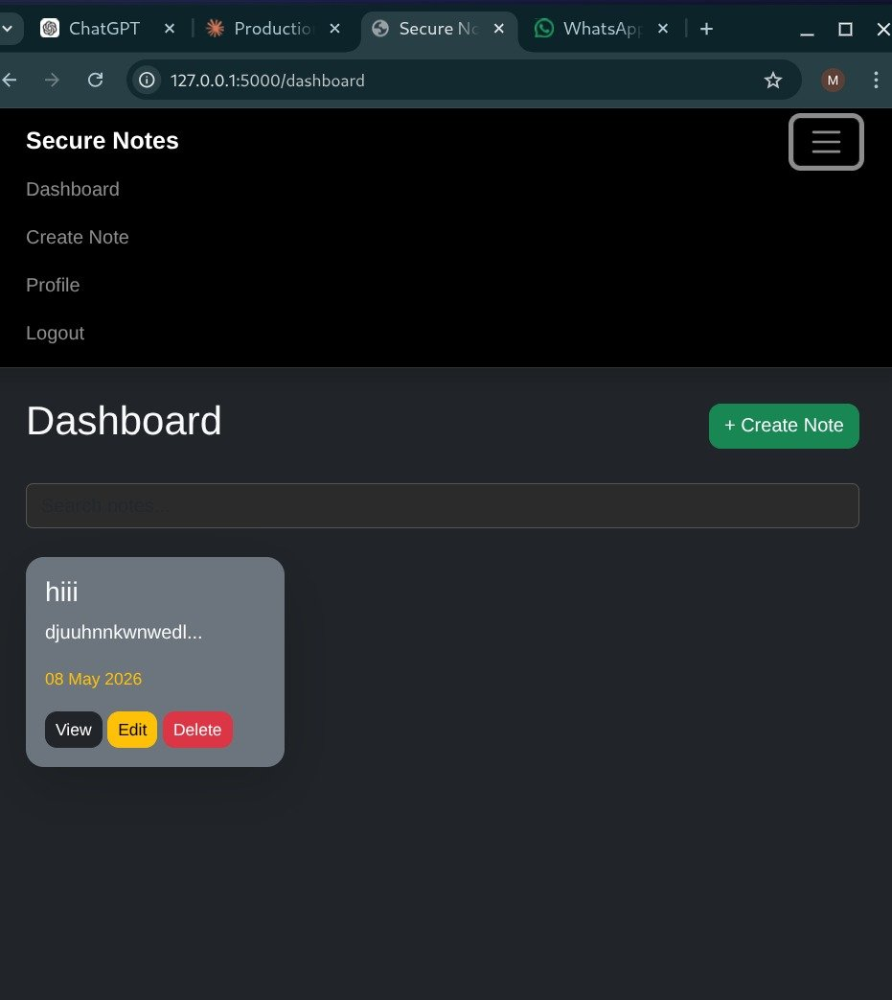 ChatGPT
Productio
Secure No
WhatsApp
127.0.0.1:5000/dashboard
M
Secure Notes
Dashboard
Create Note
Profile
Logout
Dashboard
+ Create Note
Search notes...
hiii
djuuhnnkwnwedl...
08 May 2026
View Edit Delete